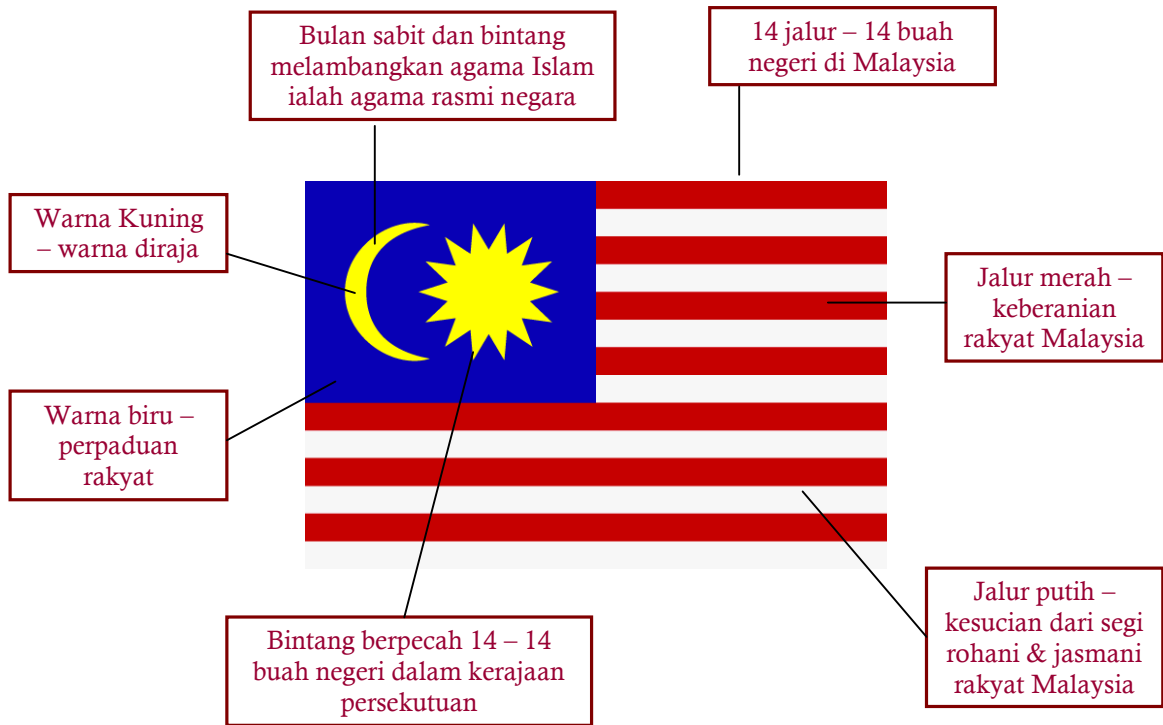 Bulan sabit dan bintang
melambangkan agama Islam
ialah agama rasmi negara
14 jalur – 14 buah
negeri di Malaysia
Warna Kuning
– warna diraja
Jalur merah –
keberanian
rakyat Malaysia
Warna biru –
perpaduan
rakyat
Bintang berpecah 14 – 14
buah negeri dalam kerajaan
persekutuan
Jalur putih –
kesucian dari segi
rohani & jasmani
rakyat Malaysia